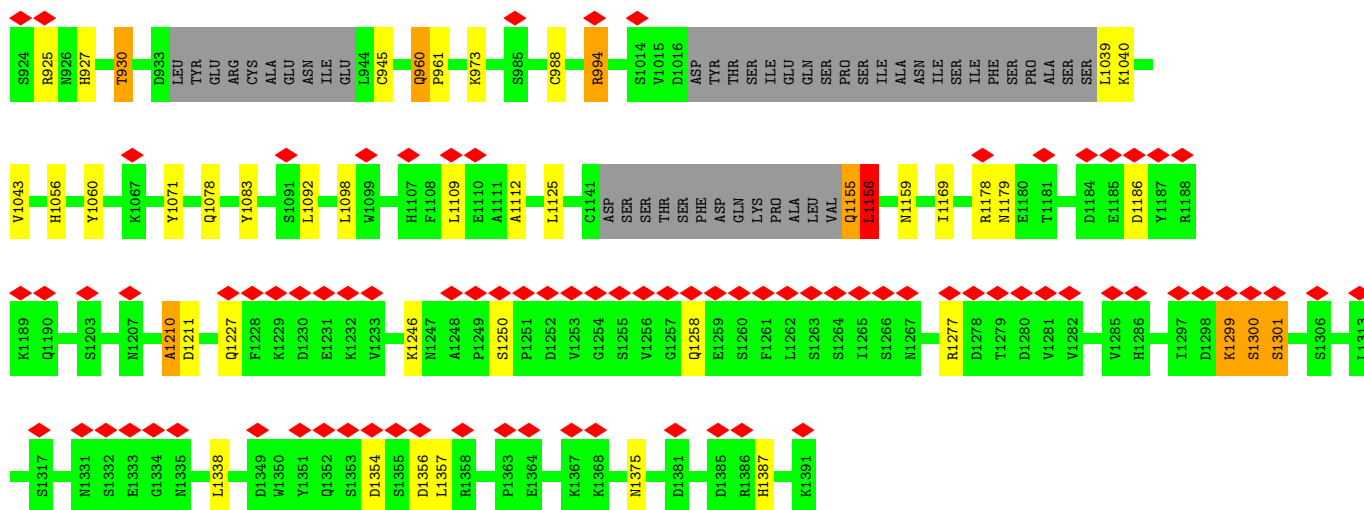 S924 R925 N926 H927 T930 D933 LEU TYR GLU ARG CYS ALA GLU ASN ILE GLU L944 C945 Q960 P961 K973 S985 C988 R994 S1014 V1015 D1016 ASP TYR THR SER ILE GLU GLN SER PRO SER ILE ALA ASN ILE SER ILE PHE SER PRO ALA SER SER L1039 K1040
V1043 H1056 Y1060 K1067 Y1071 Q1078 Y1083 S1091 L1092 L1098 W1099 H1107 F1108 L1109 E1110 A1111 A1112 L1125 C1141 ASP SER SER THR SER PHE ASP GLN LYS PRO ALA LEU VAL Q1155 L1156 N1159 I1169 R1178 N1179 E1180 T1181 D1184 E1185 D1186 Y1187 R1188
K1189 Q1190 S1203 N1207 A1210 D1211 Q1227 F1228 K1229 D1230 E1231 K1232 V1233 K1246 N1247 A1248 P1249 S1250 P1251 D1252 V1253 G1254 S1255 V1256 G1257 Q1258 E1259 S1260 F1261 L1262 S1263 S1264 I1265 S1266 N1267 R1277 D1278 T1279 D1280 V1281 V1282 V1285 H1286 I1297 D1298 K1299 S1300 S1301 S1306 L1313
S1317 N1331 S1332 E1333 G1334 N1335 L1338 D1349 W1350 Y1351 Q1352 S1353 D1354 S1355 D1356 L1357 R1358 P1363 E1364 K1367 K1368 N1375 D1381 D1385 R1386 H1387 K1391